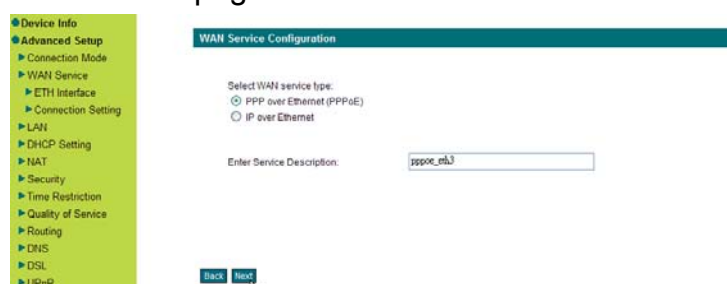 Device Info
Advanced Setup
Connection Mode
WAN Service
ETH Interface
Connection Setting
LAN
DHCP Setting
NAT
Security
Time Restriction
Quality of Service
Routing
DNS
DSL
UPnP
WAN Service Configuration
Select WAN service type:
PPP over Ethernet (PPPoE)
IP over Ethernet
Enter Service Description: pppoe_eth3
Back Next